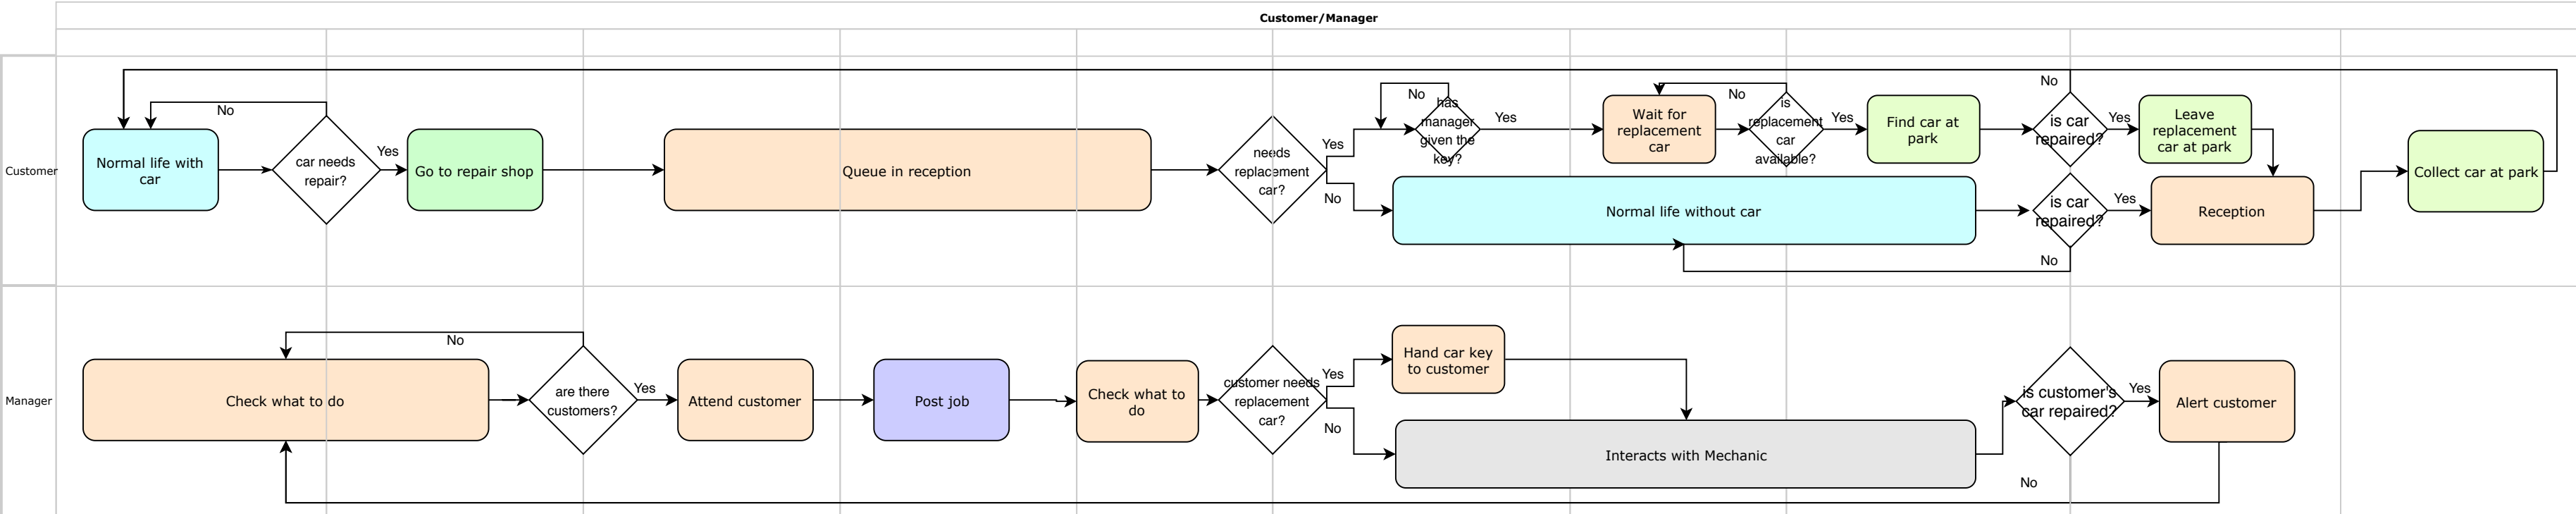 Customer/Manager
Customer
Normal life with
car
No
car needs
repair?
Yes
Go to repair shop
Queue in reception
needs
replacement
car?
Yes
No
No
has
manager
given the
key?
Yes
Wait for
replacement
car
No
is
replacement
car
available?
Yes
Find car at
park
No
is car
repaired?
Yes
Leave
replacement
car at park
Normal life without car
is car
repaired?
Yes
No
Reception
Collect car at park
Manager
Check what to do
No
are there
customers?
Yes
Attend customer
Post job
Check what to
do
customer needs
replacement
car?
Yes
No
Hand car key
to customer
Interacts with Mechanic
is customer's
car repaired?
Yes
No
Alert customer